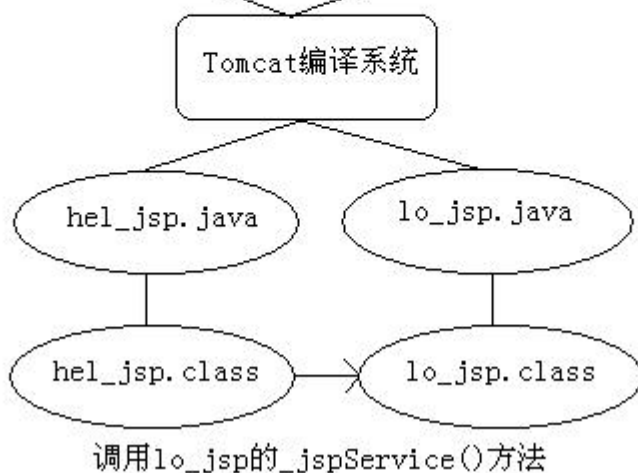 Tomcat编译系统
hel_jsp.java
lo_jsp.java
hel_jsp.class
lo_jsp.class
调用lo_jsp的_jspService()方法